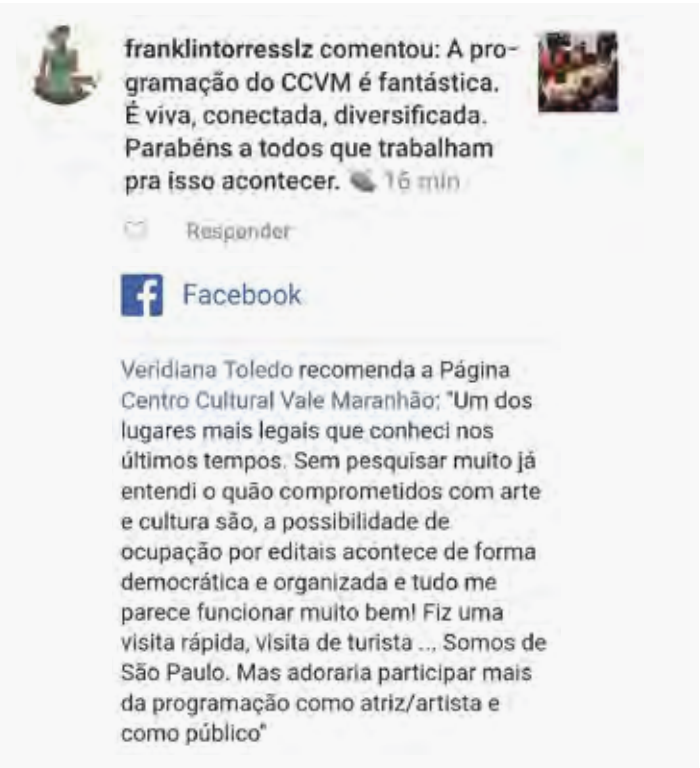 franklintorresslz comentou: A pro-
gramação do CCVM é fantástica.
É viva, conectada, diversificada.
Parabéns a todos que trabalham
pra isso acontecer. 👏 16 min
Responder
Facebook
Veridiana Toledo recomenda a Página
Centro Cultural Vale Maranhão: "Um dos
lugares mais legais que conheci nos
últimos tempos. Sem pesquisar muito já
entendi o quão comprometidos com arte
e cultura são, a possibilidade de
ocupação por editais acontece de forma
democrática e organizada e tudo me
parece funcionar muito bem! Fiz uma
visita rápida, visita de turista ... Somos de
São Paulo. Mas adoraria participar mais
da programação como atriz/artista e
como público"